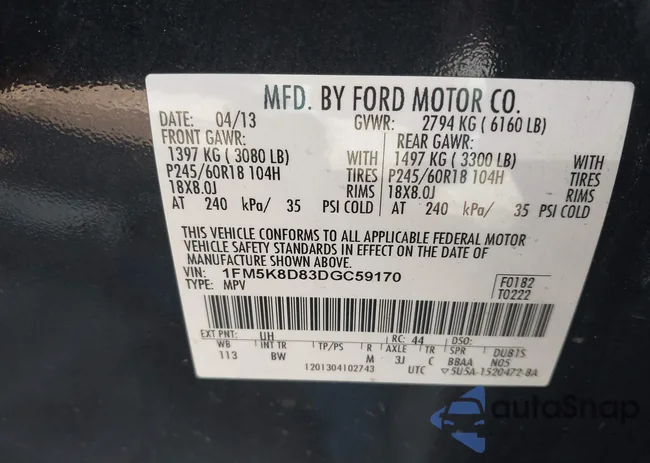 MFD. BY FORD MOTOR CO.
DATE: 04/13 GVWR: 2794 KG ( 6160 LB)
FRONT GAWR: REAR GAWR:
1397 KG ( 3080 LB) WITH 1497 KG ( 3300 LB) WITH
P245/60R18 104H TIRES P245/60R18 104H TIRES
18X8.0J RIMS 18X8.0J RIMS
AT 240 kPa/ 35 PSI COLD AT 240 kPa/ 35 PSI COLD
THIS VEHICLE CONFORMS TO ALL APPLICABLE FEDERAL MOTOR
VEHICLE SAFETY STANDARDS IN EFFECT ON THE DATE OF
MANUFACTURE SHOWN ABOVE.
VIN: 1FM5K8D83DGC59170
TYPE: MPV
F0182
T0222
EXT PNT: UH RC: 44 DSO:
WB INT TR TP/PS R AXLE TR SPR DUBTS
113 BW M 3J C BBAA NOS
1201304102743 UTC ▽5U5A-1520472-BA
autoSnap